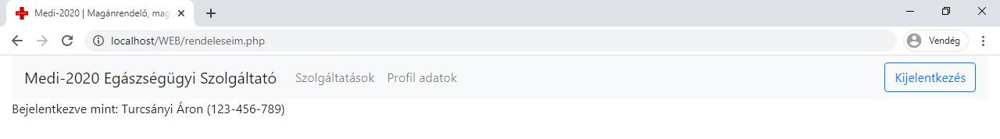 Medi-2020 | Magánrendelő, mag
localhost/WEB/rendeleseim.php
Vendég
Medi-2020 Egászségügyi Szolgáltató
Szolgáltatások
Profil adatok
Kijelentkezés
Bejelentkezve mint: Turcsányi Áron (123-456-789)